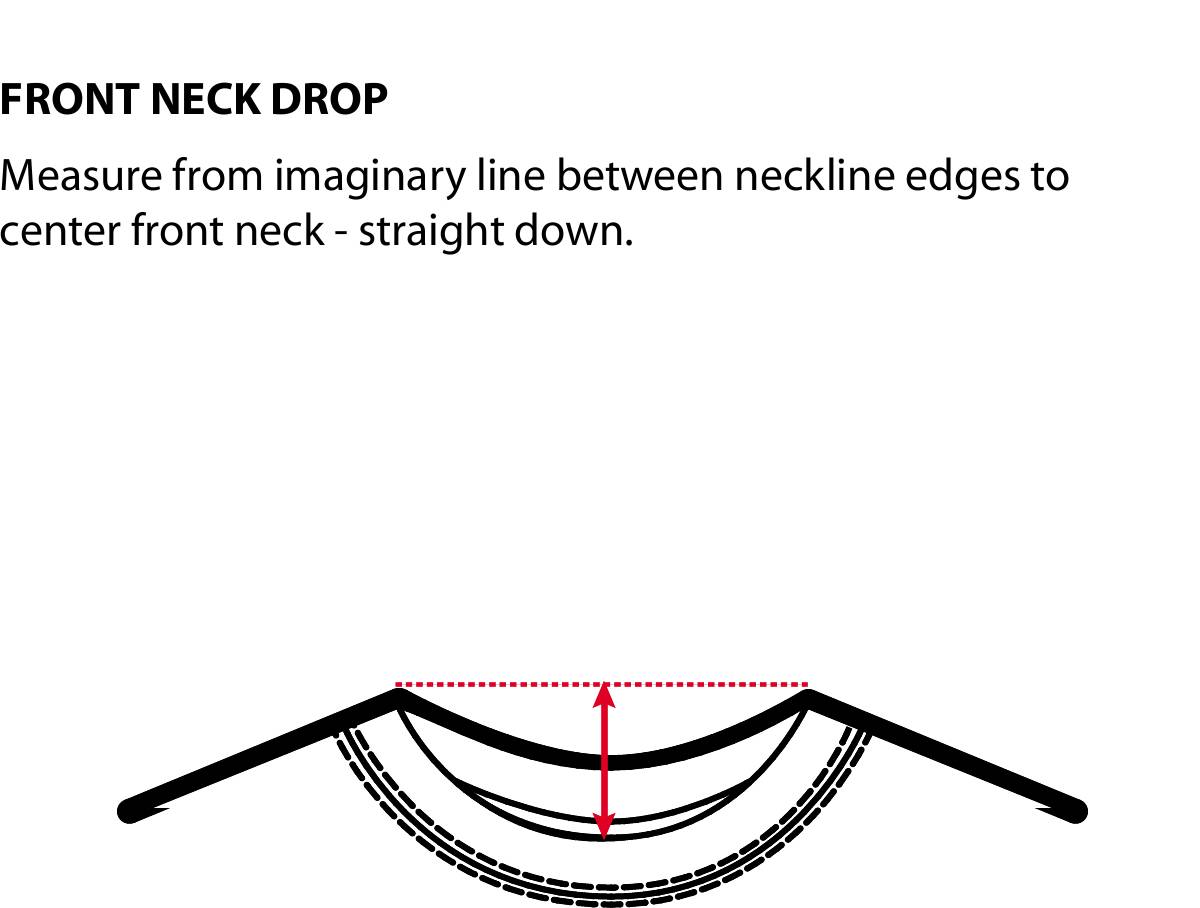 FRONT NECK DROP
Measure from imaginary line between neckline edges to
center front neck - straight down.